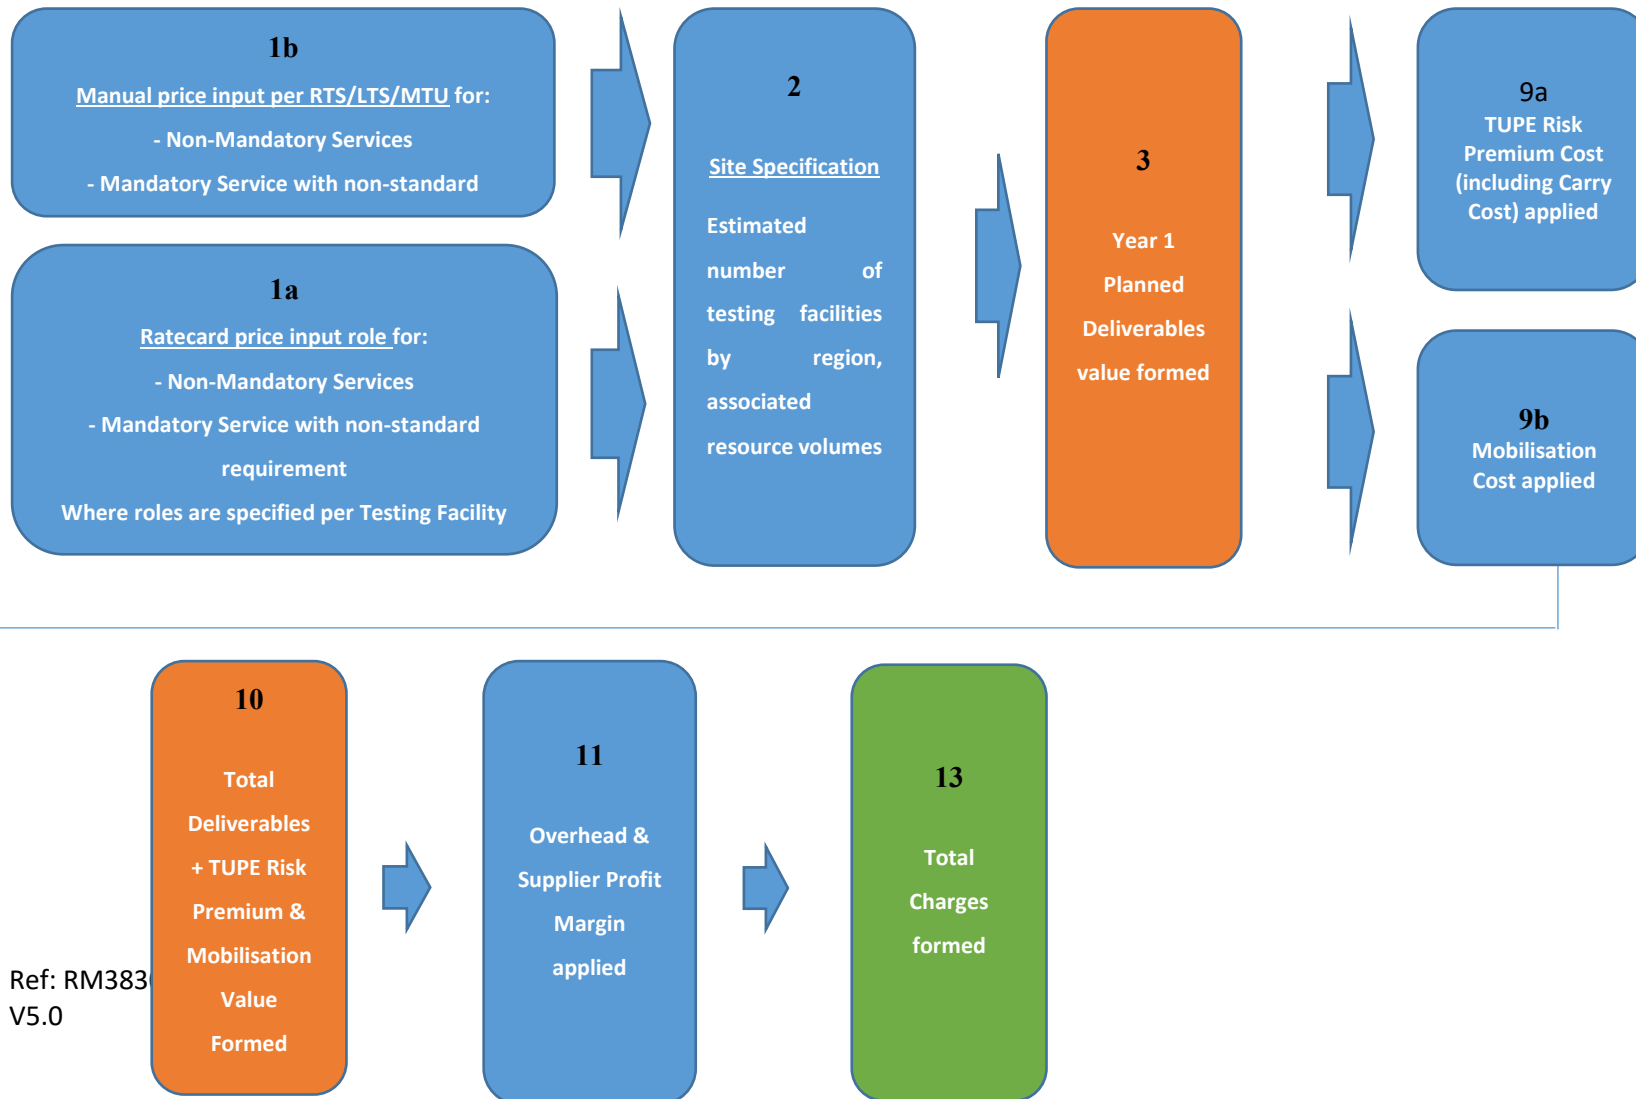 1b
Manual price input per RTS/LTS/MTU for:
- Non-Mandatory Services
- Mandatory Service with non-standard
1a
Ratecard price input role for:
- Non-Mandatory Services
- Mandatory Service with non-standard
requirement
Where roles are specified per Testing Facility
2
Site Specification
Estimated
number of
testing facilities
by region,
associated
resource volumes
3
Year 1
Planned
Deliverables
value formed
9a
TUPE Risk
Premium Cost
(including Carry
Cost) applied
9b
Mobilisation
Cost applied
10
Total
Deliverables
+ TUPE Risk
Premium &
Mobilisation
Value
Formed
11
Overhead &
Supplier Profit
Margin
applied
13
Total
Charges
formed
Ref:
V5.0